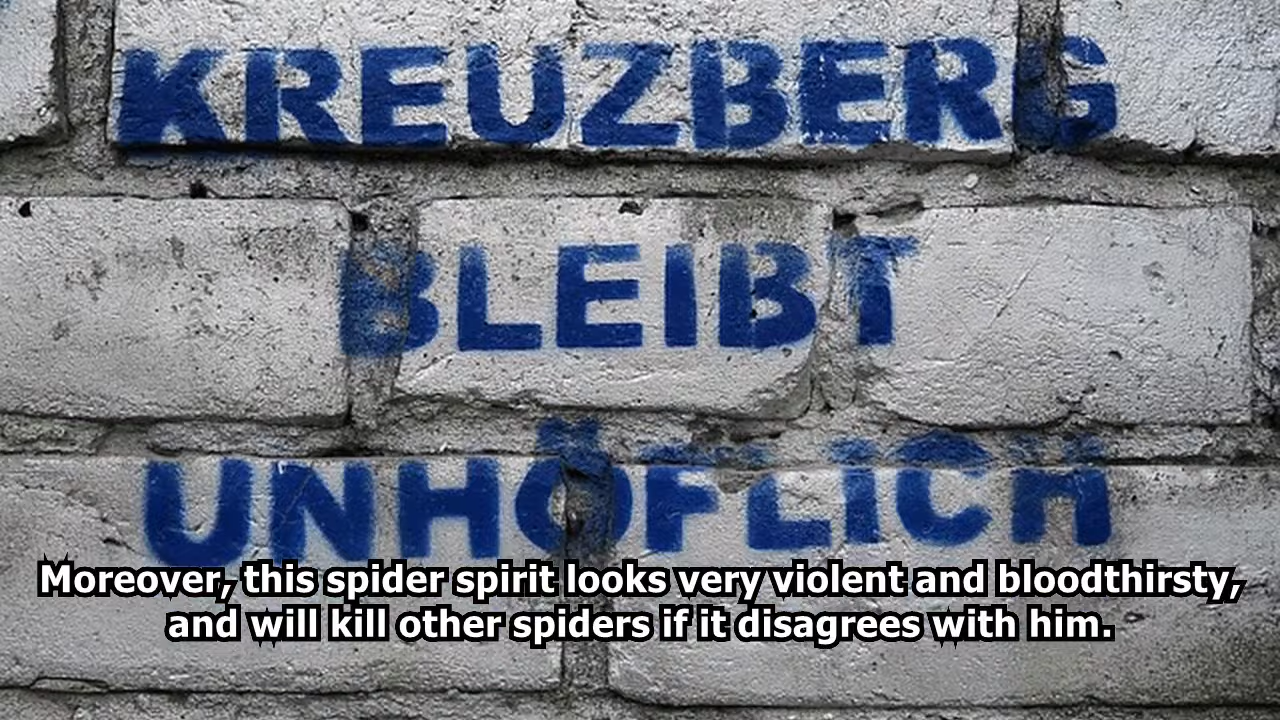 KREUZBERG
BLEIBT
UNHÖFLICH
Moreover, this spider spirit looks very violent and bloodthirsty,
and will kill other spiders if it disagrees with him.